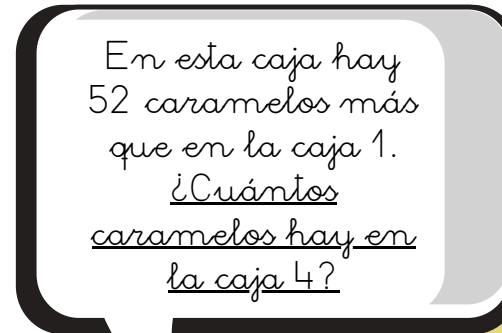 En esta caja hay
52 caramelos más
que en la caja 1.
¿Cuántos
caramelos hay en
la caja 4?